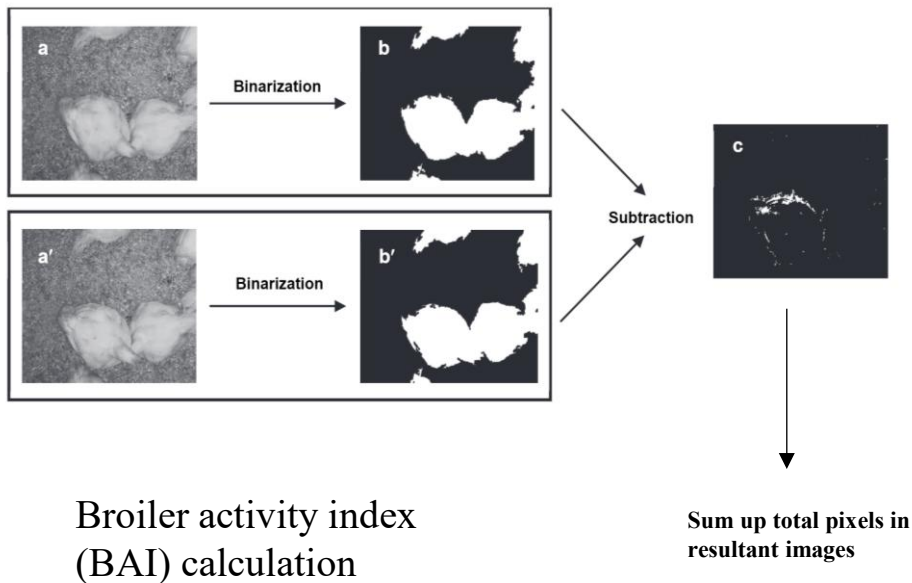 a
Binarization
b
a′
Binarization
b′
Subtraction
c
Broiler activity index
(BAI) calculation
Sum up total pixels in
resultant images